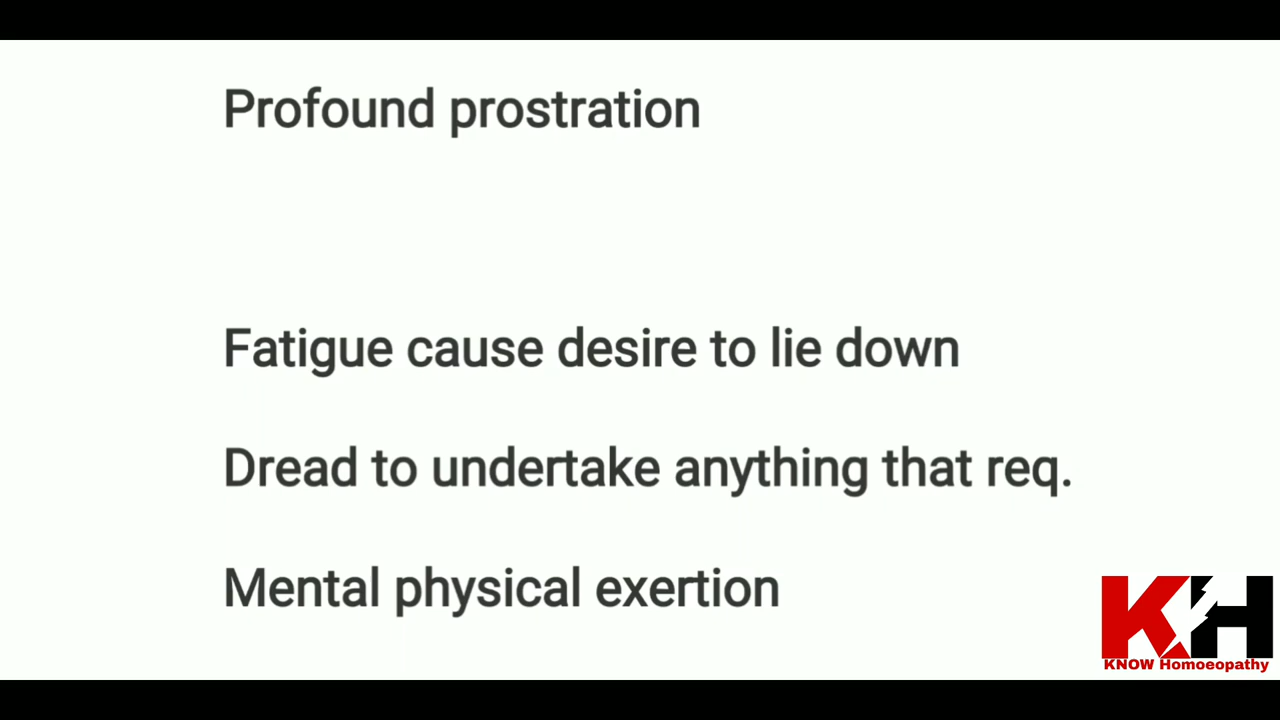 Profound prostration
Fatigue cause desire to lie down
Dread to undertake anything that req.
Mental physical exertion
KH
KNOW Homoeopathy